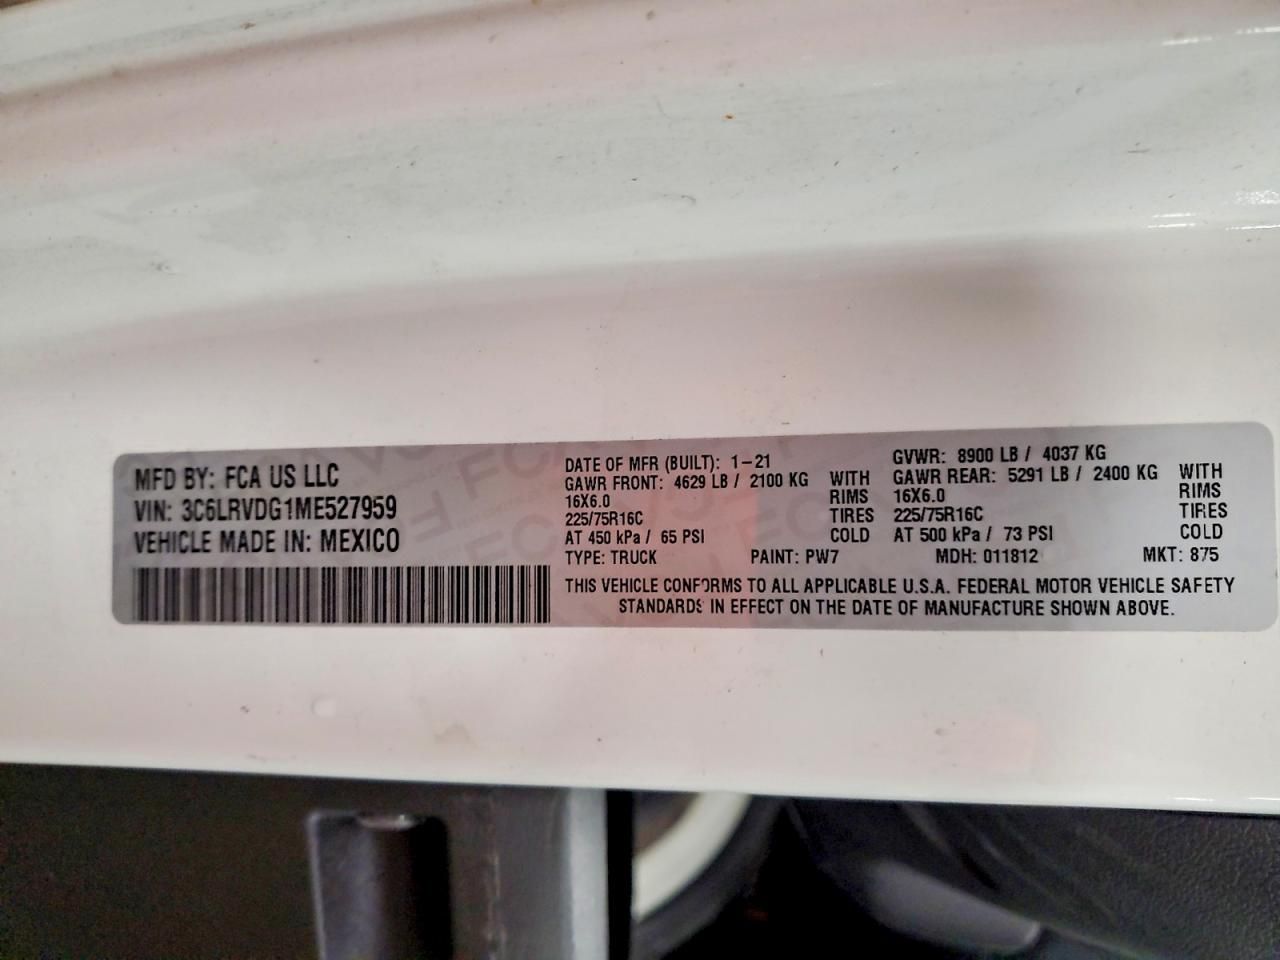 MFD BY: FCA US LLC
VIN: 3C6LRVDG1ME527959
VEHICLE MADE IN: MEXICO
DATE OF MFR (BUILT): 1-21
GAWR FRONT: 4629 LB / 2100 KG WITH
16X6.0 RIMS
225/75R16C TIRES
AT 450 kPa / 65 PSI COLD
GVWR: 8900 LB / 4037 KG
GAWR REAR: 5291 LB / 2400 KG WITH
16X6.0 RIMS
225/75R16C TIRES
AT 500 kPa / 73 PSI COLD
TYPE: TRUCK PAINT: PW7 MDH: 011812 MKT: 875
THIS VEHICLE CONFORMS TO ALL APPLICABLE U.S.A. FEDERAL MOTOR VEHICLE SAFETY
STANDARDS IN EFFECT ON THE DATE OF MANUFACTURE SHOWN ABOVE.